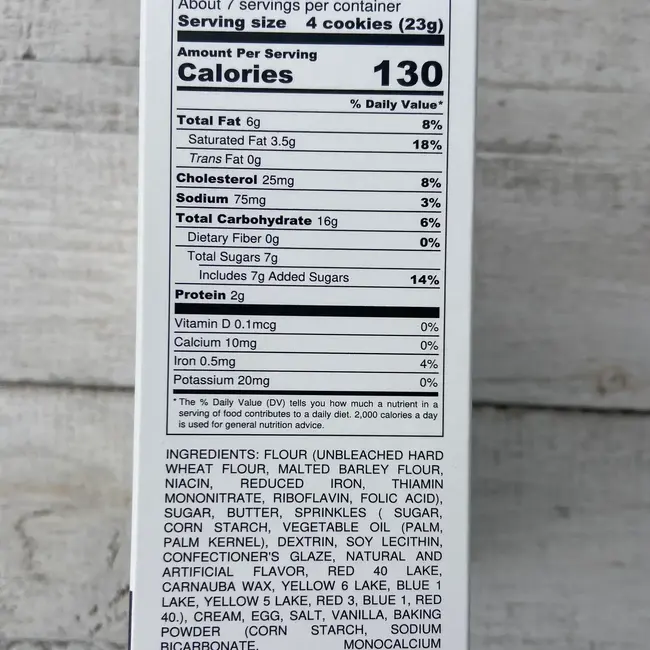 About 7 servings per container
Serving size 4 cookies (23g)
Amount Per Serving
Calories 130
% Daily Value*
Total Fat 6g 8%
Saturated Fat 3.5g 18%
Trans Fat 0g
Cholesterol 25mg 8%
Sodium 75mg 3%
Total Carbohydrate 16g 6%
Dietary Fiber 0g 0%
Total Sugars 7g
Includes 7g Added Sugars 14%
Protein 2g
Vitamin D 0.1mcg 0%
Calcium 10mg 0%
Iron 0.5mg 4%
Potassium 20mg 0%
* The % Daily Value (DV) tells you how much a nutrient in a
serving of food contributes to a daily diet. 2,000 calories a day
is used for general nutrition advice.
INGREDIENTS: FLOUR (UNBLEACHED HARD
WHEAT FLOUR, MALTED BARLEY FLOUR,
NIACIN, REDUCED IRON, THIAMIN
MONONITRATE, RIBOFLAVIN, FOLIC ACID),
SUGAR, BUTTER, SPRINKLES ( SUGAR,
CORN STARCH, VEGETABLE OIL (PALM,
PALM KERNEL), DEXTRIN, SOY LECITHIN,
CONFECTIONER'S GLAZE, NATURAL AND
ARTIFICIAL FLAVOR, RED 40 LAKE,
CARNAUBA WAX, YELLOW 6 LAKE, BLUE 1
LAKE, YELLOW 5 LAKE, RED 3, BLUE 1, RED
40.), CREAM, EGG, SALT, VANILLA, BAKING
POWDER (CORN STARCH, SODIUM
BICARBONATE, MONOCALCIUM